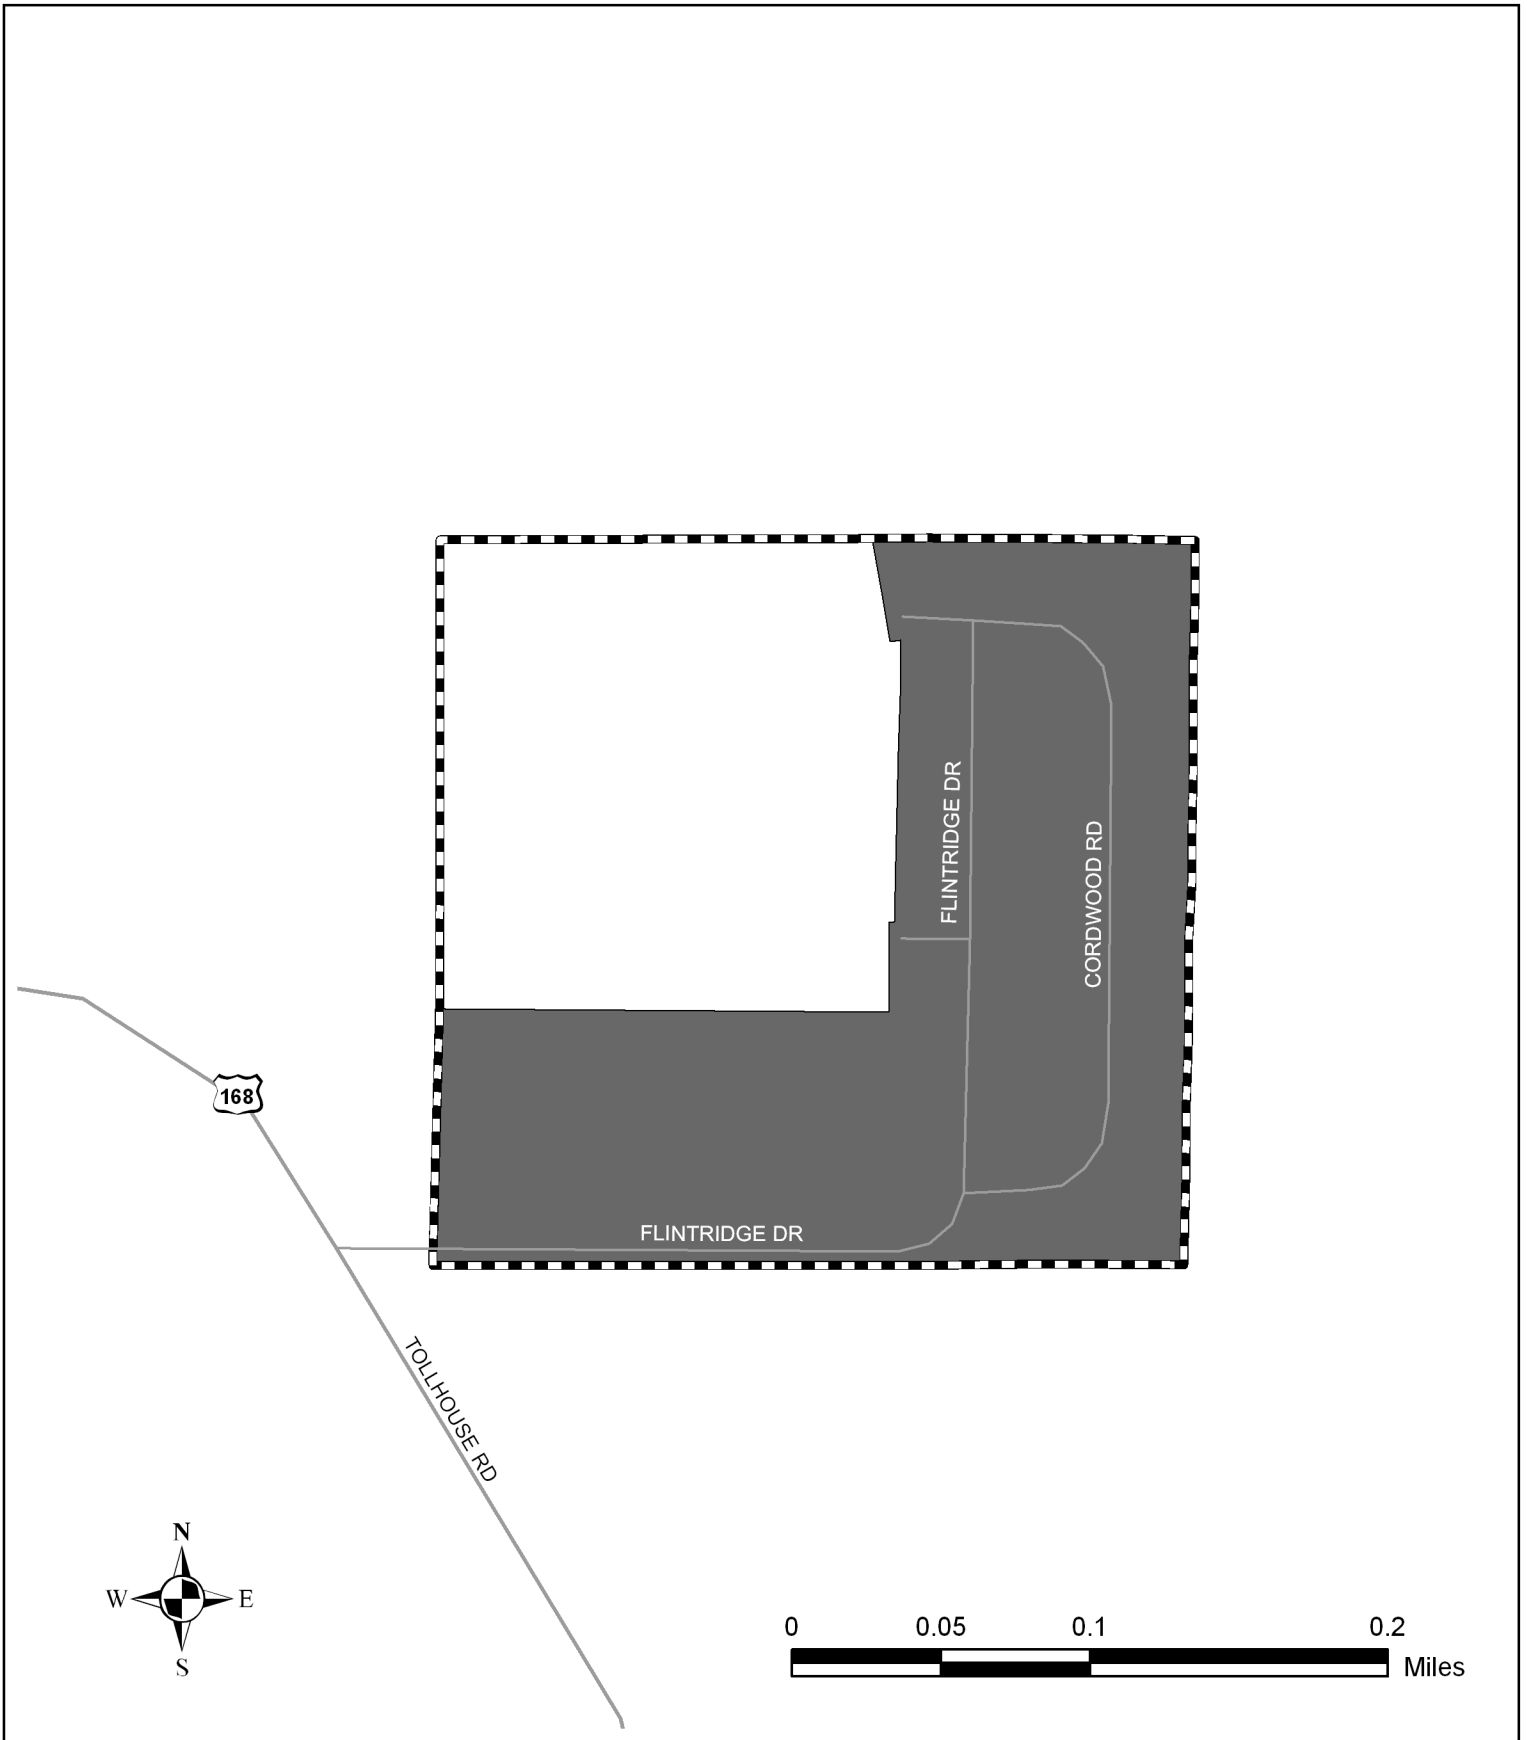 FLINTRIDGE DR
CORDWOOD RD
168
FLINTRIDGE DR
TOLLHOUSE RD
N
W E
S
0 0.05 0.1 0.2
Miles